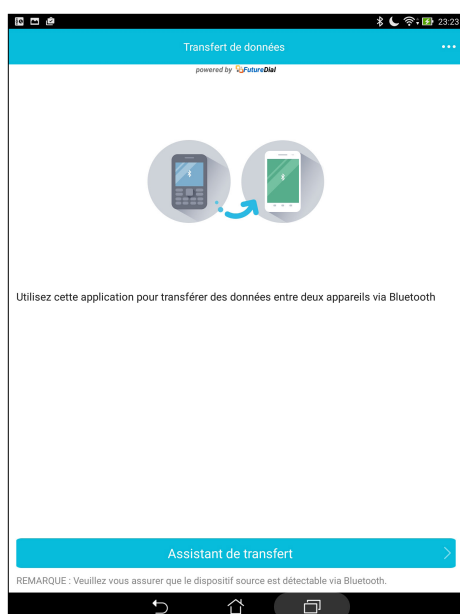 23:23
Transfert de données
powered by FutureDial
Utilisez cette application pour transférer des données entre deux appareils via Bluetooth
Assistant de transfert
REMARQUE : Veuillez vous assurer que le dispositif source est détectable via Bluetooth.